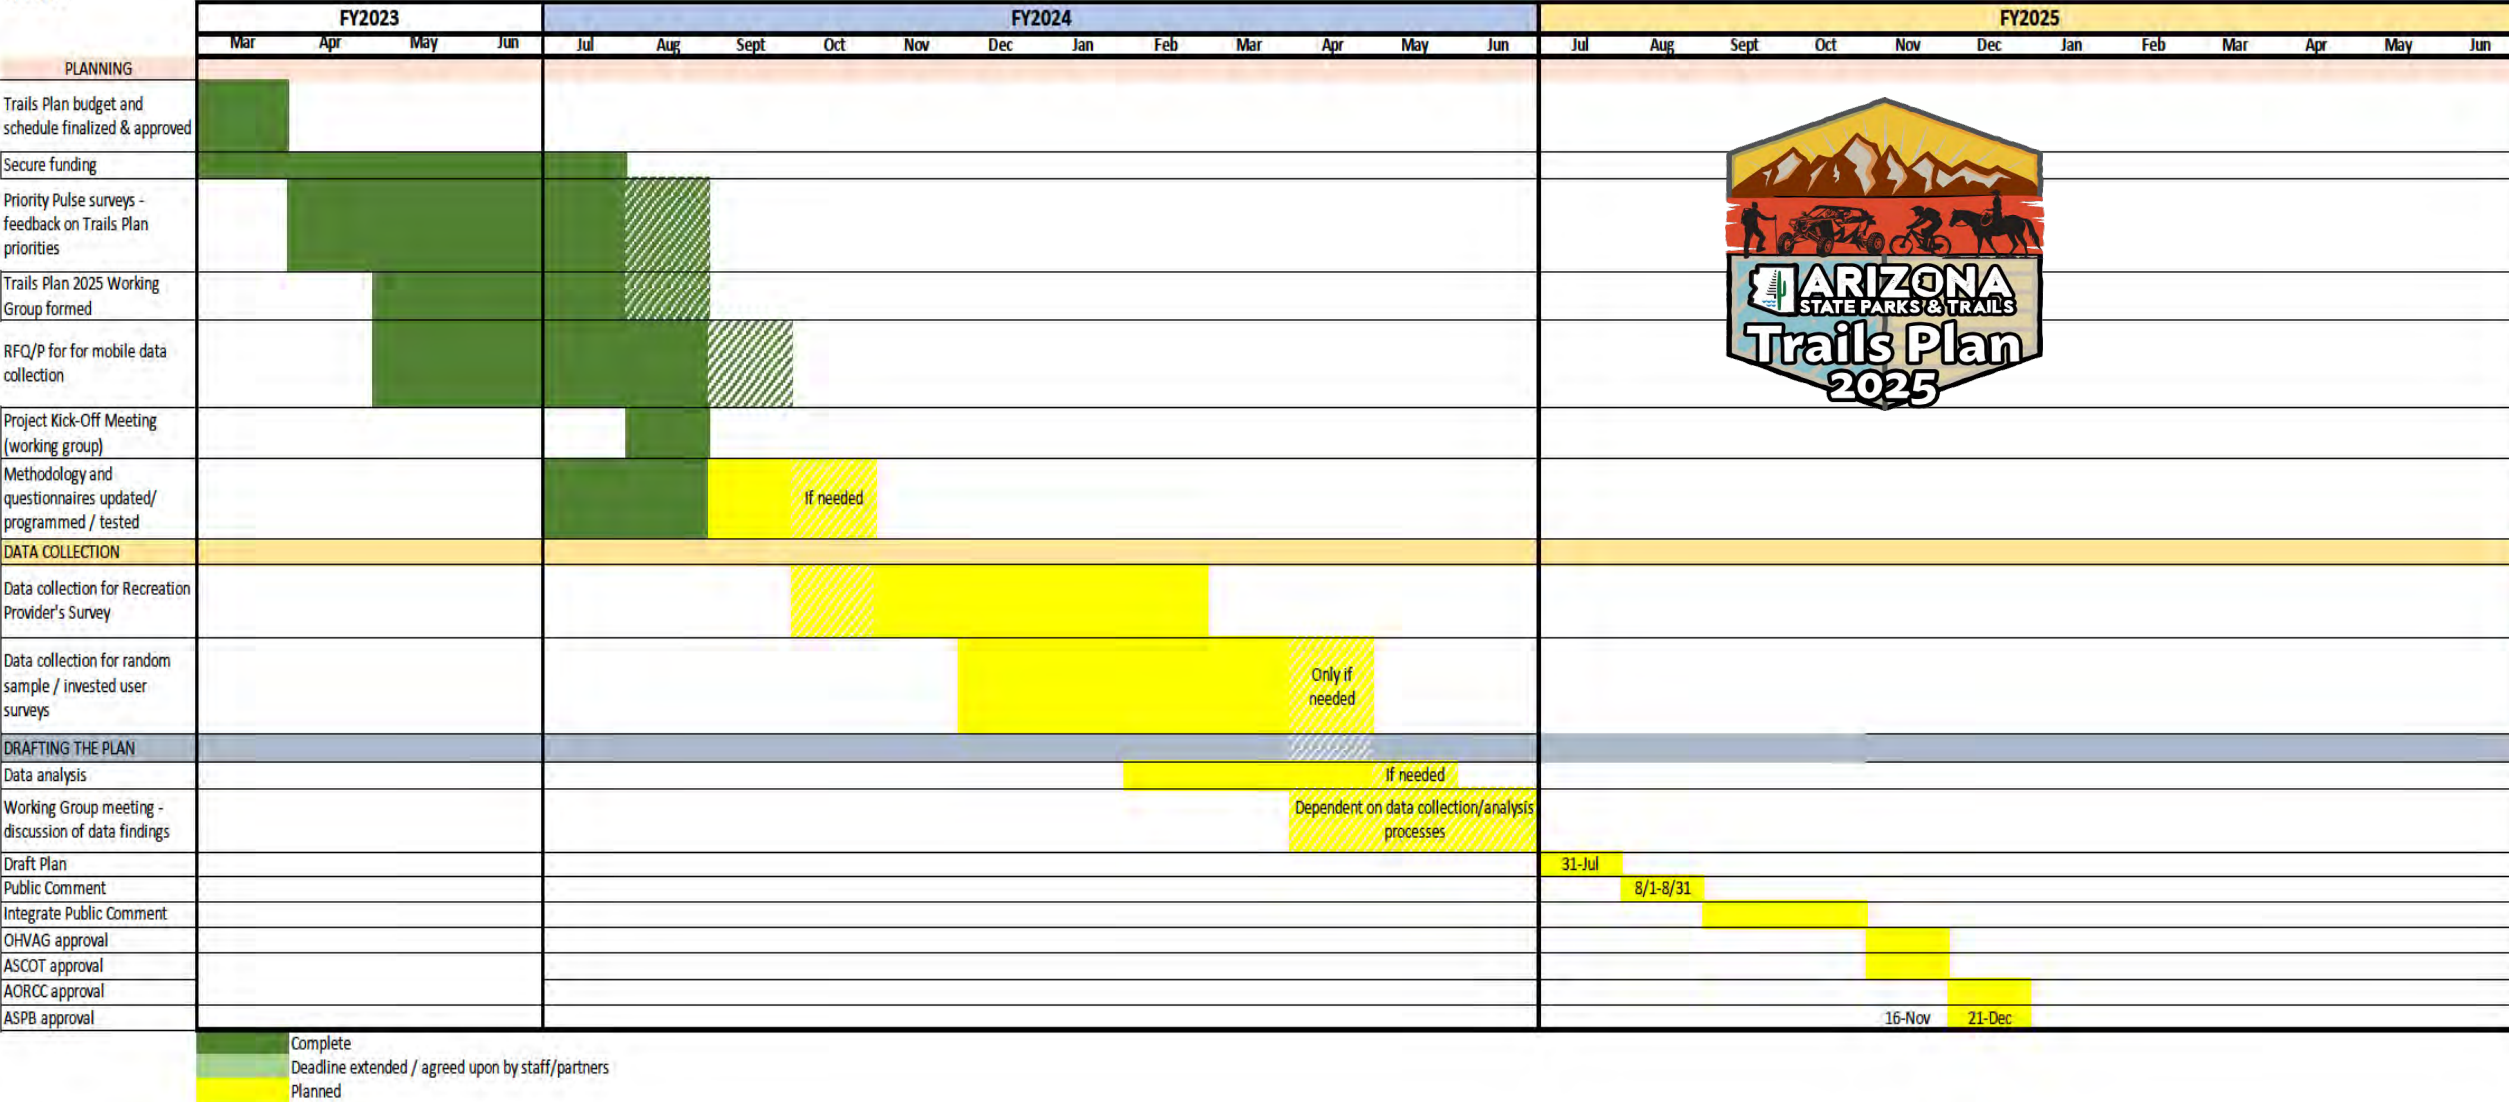 FY2023 FY2024 FY2025
Mar Apr May Jun Jul Aug Sept Oct Nov Dec Jan Feb Mar Apr May Jun Jul Aug Sept Oct Nov Dec Jan Feb Mar Apr May Jun
PLANNING
Trails Plan budget and
schedule finalized & approved
Secure funding
Priority Pulse surveys -
feedback on Trails Plan
priorities
Trails Plan 2025 Working
Group formed
RFQ/P for for mobile data
collection
Project Kick-Off Meeting
(working group)
Methodology and
questionnaires updated/
programmed / tested
If needed
ARIZONA
STATE PARKS & TRAILS
Trails Plan
2025
DATA COLLECTION
Data collection for Recreation
Provider's Survey
Data collection for random
sample / invested user
surveys
Only if
needed
DRAFTING THE PLAN
Data analysis
If needed
Working Group meeting -
discussion of data findings
Dependent on data collection/analysis
processes
Draft Plan
31-Jul
Public Comment
8/1-8/31
Integrate Public Comment
OHVAG approval
ASCOT approval
AORCC approval
ASPB approval
16-Nov 21-Dec
Complete
Deadline extended / agreed upon by staff/partners
Planned